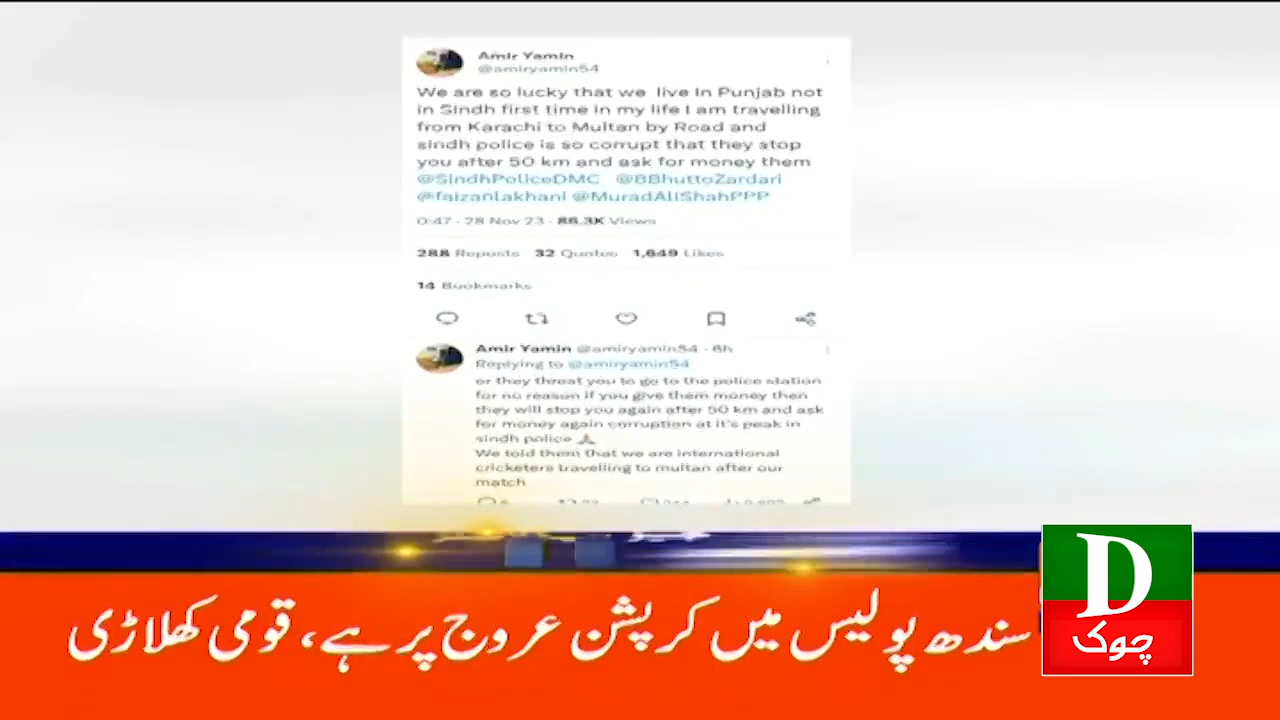 Amir Yamin
@amiryamin54
We are so lucky that we live in Punjab not
in Sindh first time in my life I am travelling
from Karachi to Multan by Road and
sindh police is so corrupt that they stop
you after 50 km and ask for money them
@SindhPoliceDMC @BBhuttoZardari
@faizanlakhani @MuradAliShahPPP
0:47 · 28 Nov 23 · 86.3K Views
288 Reposts 32 Quotes 1,649 Likes
14 Bookmarks
Amir Yamin @amiryamin54 · 6h
Replying to @amiryamin54
or they threat you to go to the police station
for no reason if you give them money then
they will stop you again after 50 km and ask
for money again corruption at it's peak in
sindh police 🙏
We told them that we are international
cricketers travelling to multan after our
match
D
چوک
سندھ پولیس میں کرپشن عروج پر ہے، قومی کھلاڑی